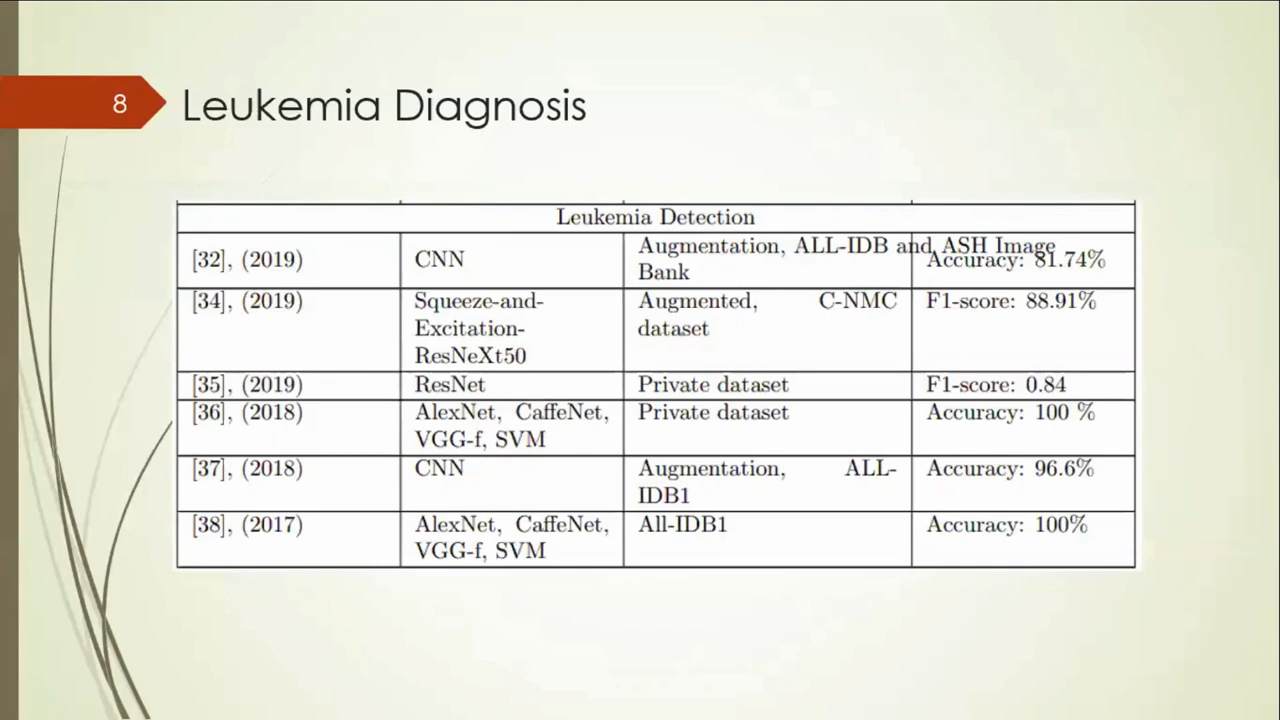 8
Leukemia Diagnosis
Leukemia Detection
[32], (2019) CNN Augmentation, ALL-IDB and ASH Image Bank Accuracy: 81.74%
[34], (2019) Squeeze-and-Excitation-ResNeXt50 Augmented, C-NMC dataset F1-score: 88.91%
[35], (2019) ResNet Private dataset F1-score: 0.84
[36], (2018) AlexNet, CaffeNet, VGG-f, SVM Private dataset Accuracy: 100 %
[37], (2018) CNN Augmentation, ALL-IDB1 Accuracy: 96.6%
[38], (2017) AlexNet, CaffeNet, VGG-f, SVM All-IDB1 Accuracy: 100%